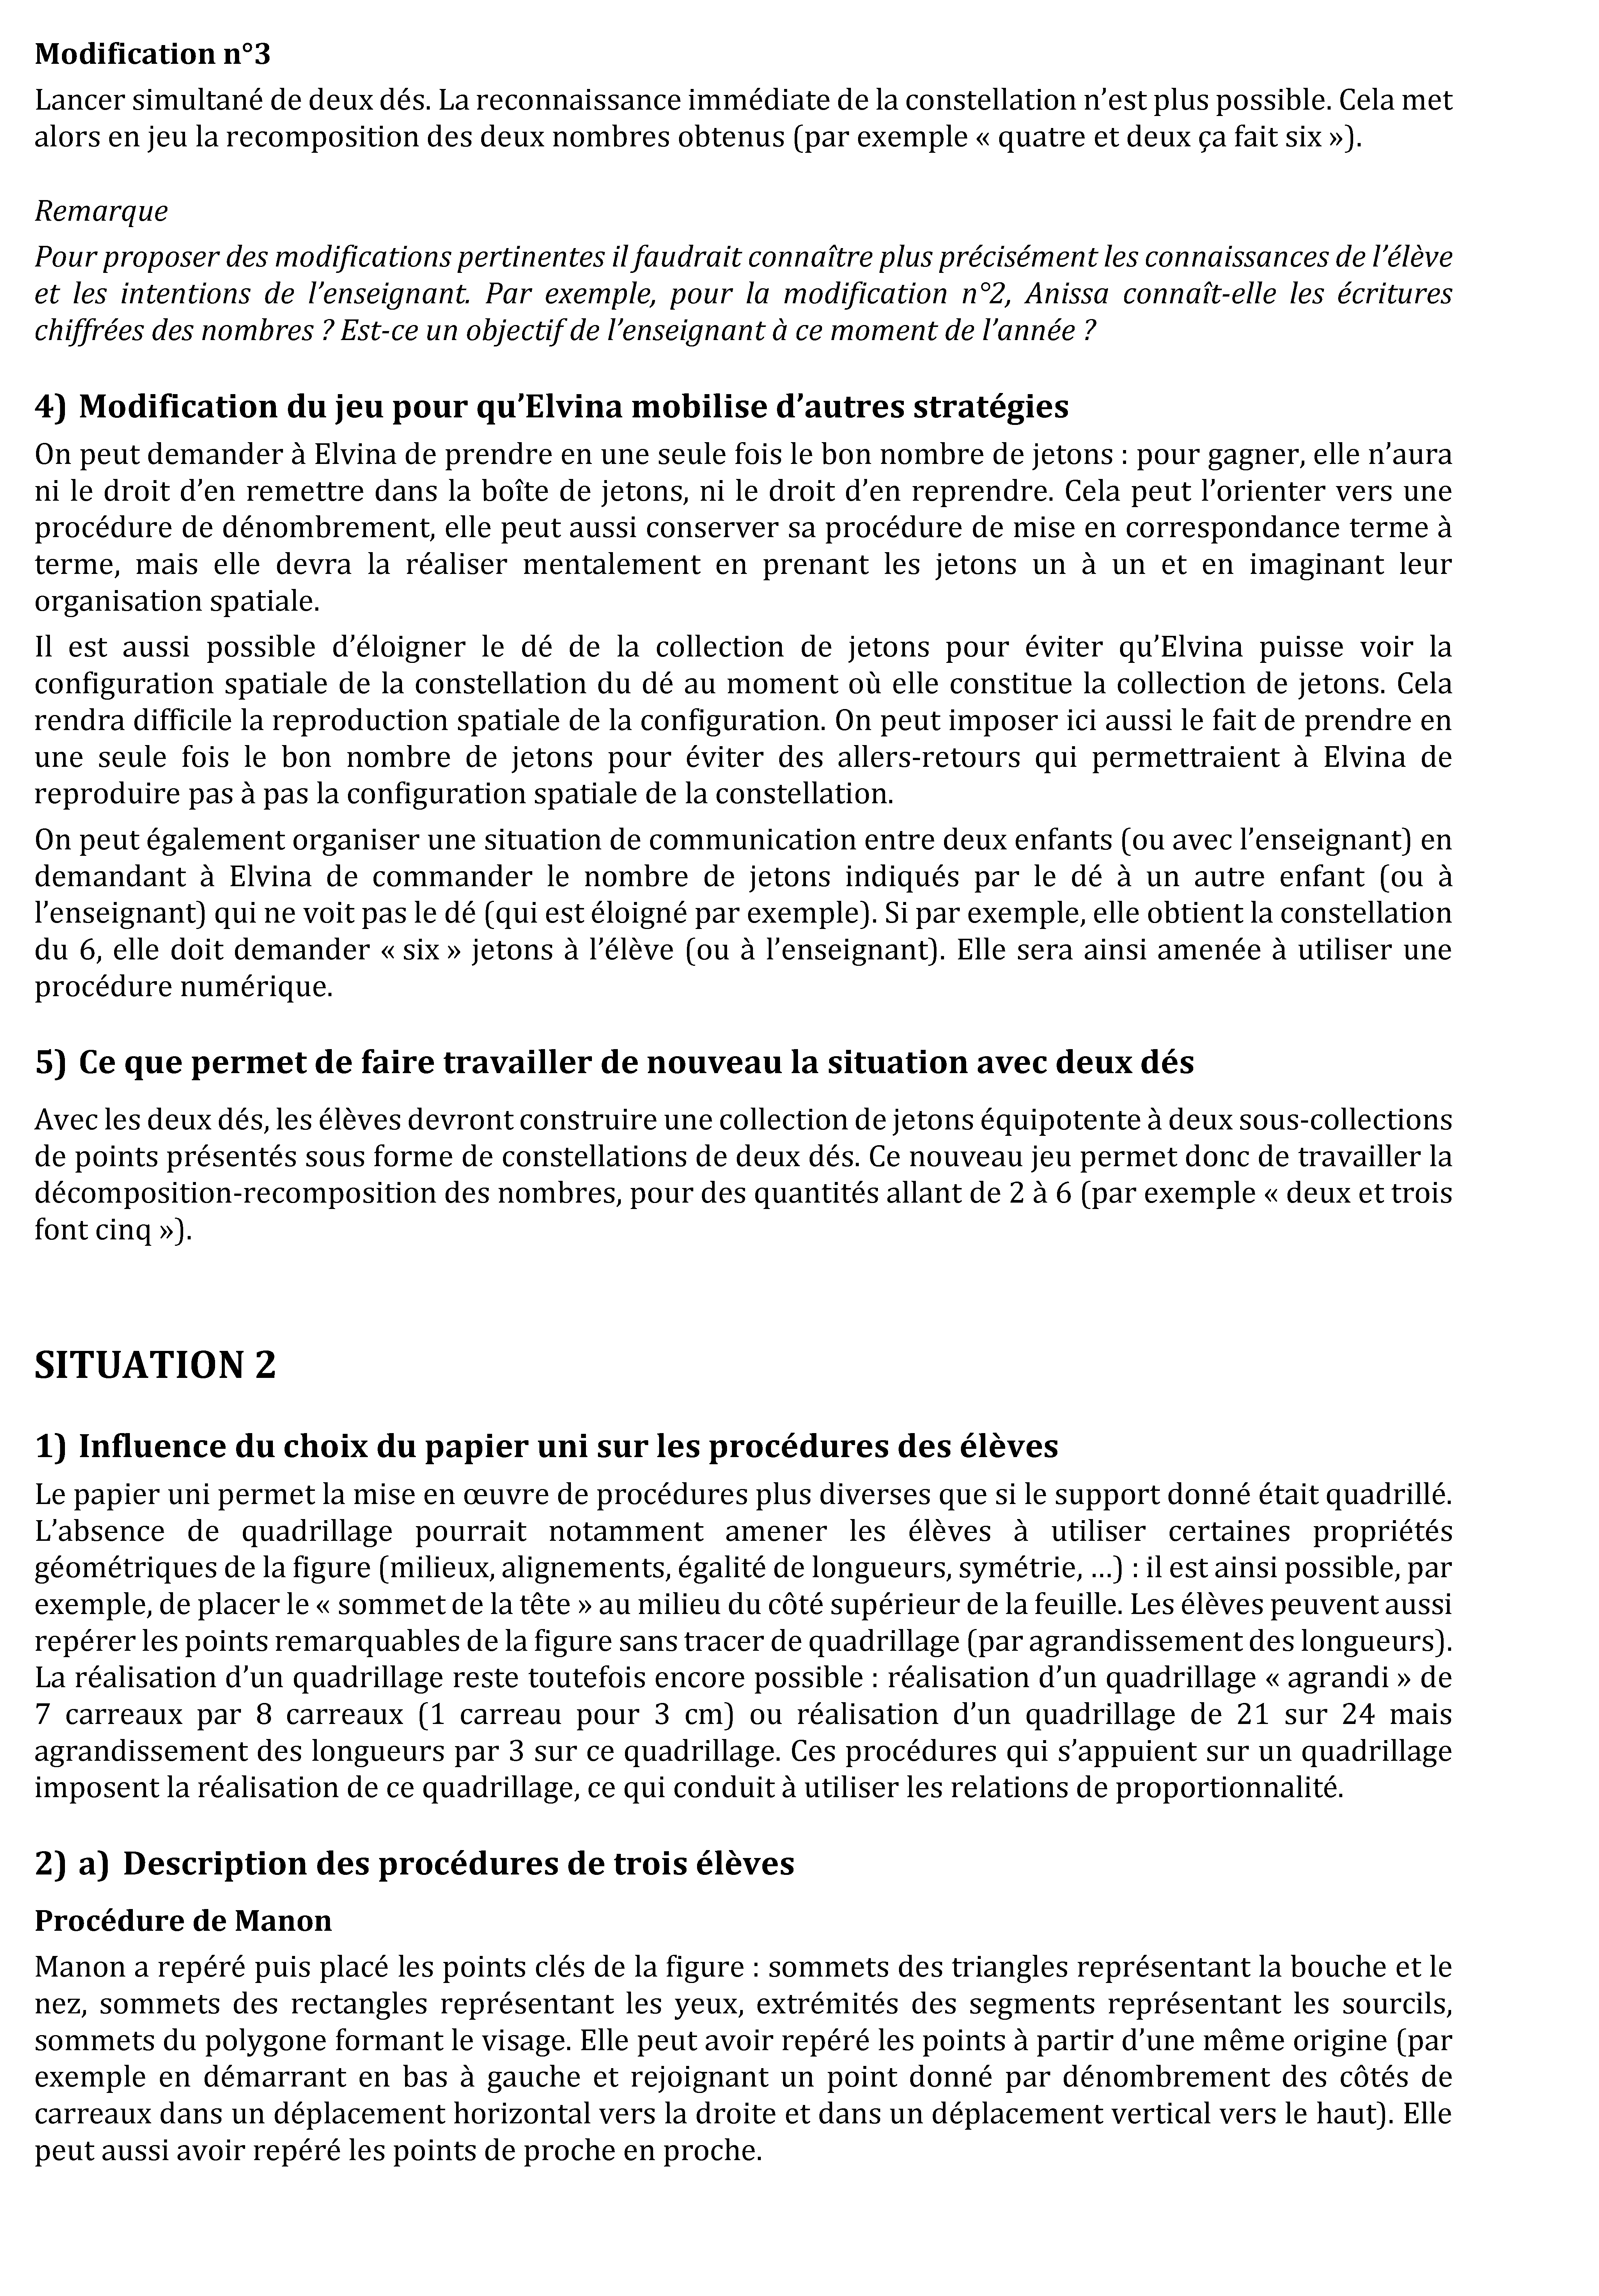 Modification n°3
Lancer simultané de deux dés. La reconnaissance immédiate de la constellation n’est plus possible. Cela met
alors en jeu la recomposition des deux nombres obtenus (par exemple « quatre et deux ça fait six »).
Remarque
Pour proposer des modifications pertinentes il faudrait connaître plus précisément les connaissances de l’élève
et les intentions de l’enseignant. Par exemple, pour la modification n°2, Anissa connaît-elle les écritures
chiffrées des nombres ? Est-ce un objectif de l’enseignant à ce moment de l’année ?
4) Modification du jeu pour qu’Elvina mobilise d’autres stratégies
On peut demander à Elvina de prendre en une seule fois le bon nombre de jetons : pour gagner, elle n’aura
ni le droit d’en remettre dans la boîte de jetons, ni le droit d’en reprendre. Cela peut l’orienter vers une
procédure de dénombrement, elle peut aussi conserver sa procédure de mise en correspondance terme à
terme, mais elle devra la réaliser mentalement en prenant les jetons un à un et en imaginant leur
organisation spatiale.
Il est aussi possible d’éloigner le dé de la collection de jetons pour éviter qu’Elvina puisse voir la
configuration spatiale de la constellation du dé au moment où elle constitue la collection de jetons. Cela
rendra difficile la reproduction spatiale de la configuration. On peut imposer ici aussi le fait de prendre en
une seule fois le bon nombre de jetons pour éviter des allers-retours qui permettraient à Elvina de
reproduire pas à pas la configuration spatiale de la constellation.
On peut également organiser une situation de communication entre deux enfants (ou avec l’enseignant) en
demandant à Elvina de commander le nombre de jetons indiqués par le dé à un autre enfant (ou à
l’enseignant) qui ne voit pas le dé (qui est éloigné par exemple). Si par exemple, elle obtient la constellation
du 6, elle doit demander « six » jetons à l’élève (ou à l’enseignant). Elle sera ainsi amenée à utiliser une
procédure numérique.
5) Ce que permet de faire travailler de nouveau la situation avec deux dés
Avec les deux dés, les élèves devront construire une collection de jetons équipotente à deux sous-collections
de points présentés sous forme de constellations de deux dés. Ce nouveau jeu permet donc de travailler la
décomposition-recomposition des nombres, pour des quantités allant de 2 à 6 (par exemple « deux et trois
font cinq »).
SITUATION 2
1) Influence du choix du papier uni sur les procédures des élèves
Le papier uni permet la mise en œuvre de procédures plus diverses que si le support donné était quadrillé.
L’absence de quadrillage pourrait notamment amener les élèves à utiliser certaines propriétés
géométriques de la figure (milieux, alignements, égalité de longueurs, symétrie, …) : il est ainsi possible, par
exemple, de placer le « sommet de la tête » au milieu du côté supérieur de la feuille. Les élèves peuvent aussi
repérer les points remarquables de la figure sans tracer de quadrillage (par agrandissement des longueurs).
La réalisation d’un quadrillage reste toutefois encore possible : réalisation d’un quadrillage « agrandi » de
7 carreaux par 8 carreaux (1 carreau pour 3 cm) ou réalisation d’un quadrillage de 21 sur 24 mais
agrandissement des longueurs par 3 sur ce quadrillage. Ces procédures qui s’appuient sur un quadrillage
imposent la réalisation de ce quadrillage, ce qui conduit à utiliser les relations de proportionnalité.
2) a) Description des procédures de trois élèves
Procédure de Manon
Manon a repéré puis placé les points clés de la figure : sommets des triangles représentant la bouche et le
nez, sommets des rectangles représentant les yeux, extrémités des segments représentant les sourcils,
sommets du polygone formant le visage. Elle peut avoir repéré les points à partir d’une même origine (par
exemple en démarrant en bas à gauche et rejoignant un point donné par dénombrement des côtés de
carreaux dans un déplacement horizontal vers la droite et dans un déplacement vertical vers le haut). Elle
peut aussi avoir repéré les points de proche en proche.